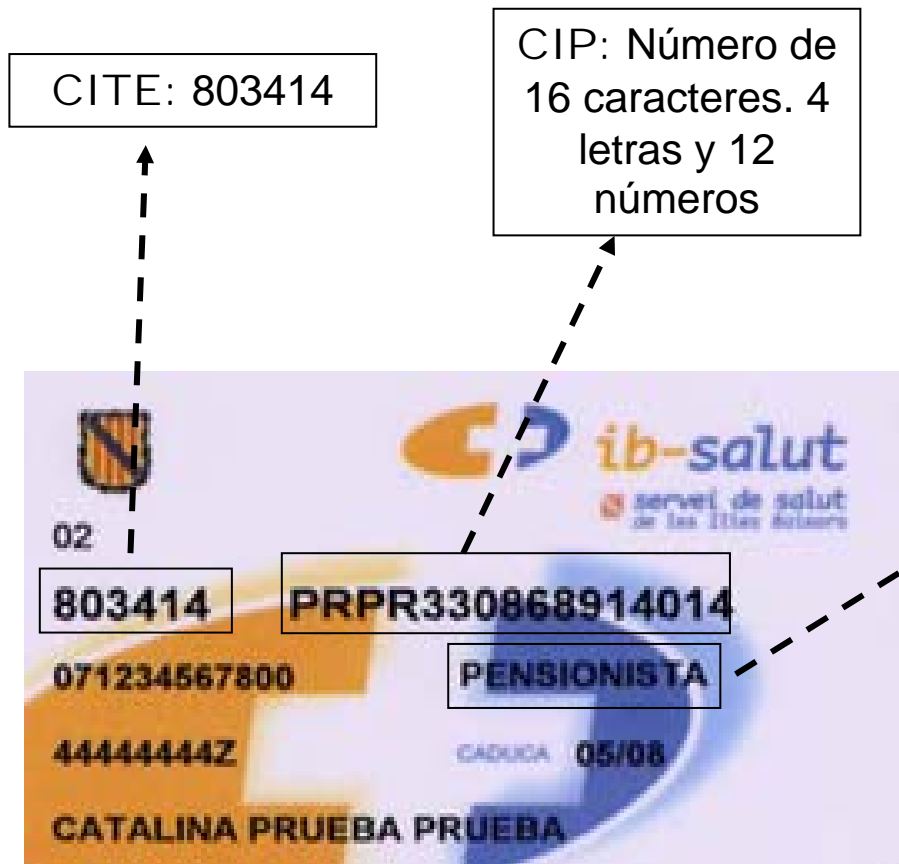 CITE: 803414
CIP: Número de
16 caracteres. 4
letras y 12
números
ib-salut
servei de salut
de les Illes Balears
02
803414 PRPR330868914014
071234567800 PENSIONISTA
44444444Z CADUCA 05/08
CATALINA PRUEBA PRUEBA